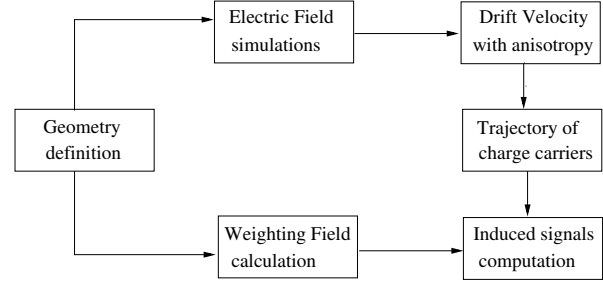 Electric Field
simulations
Drift Velocity
with anisotropy
Geometry
definition
Trajectory of
charge carriers
Weighting Field
calculation
Induced signals
computation